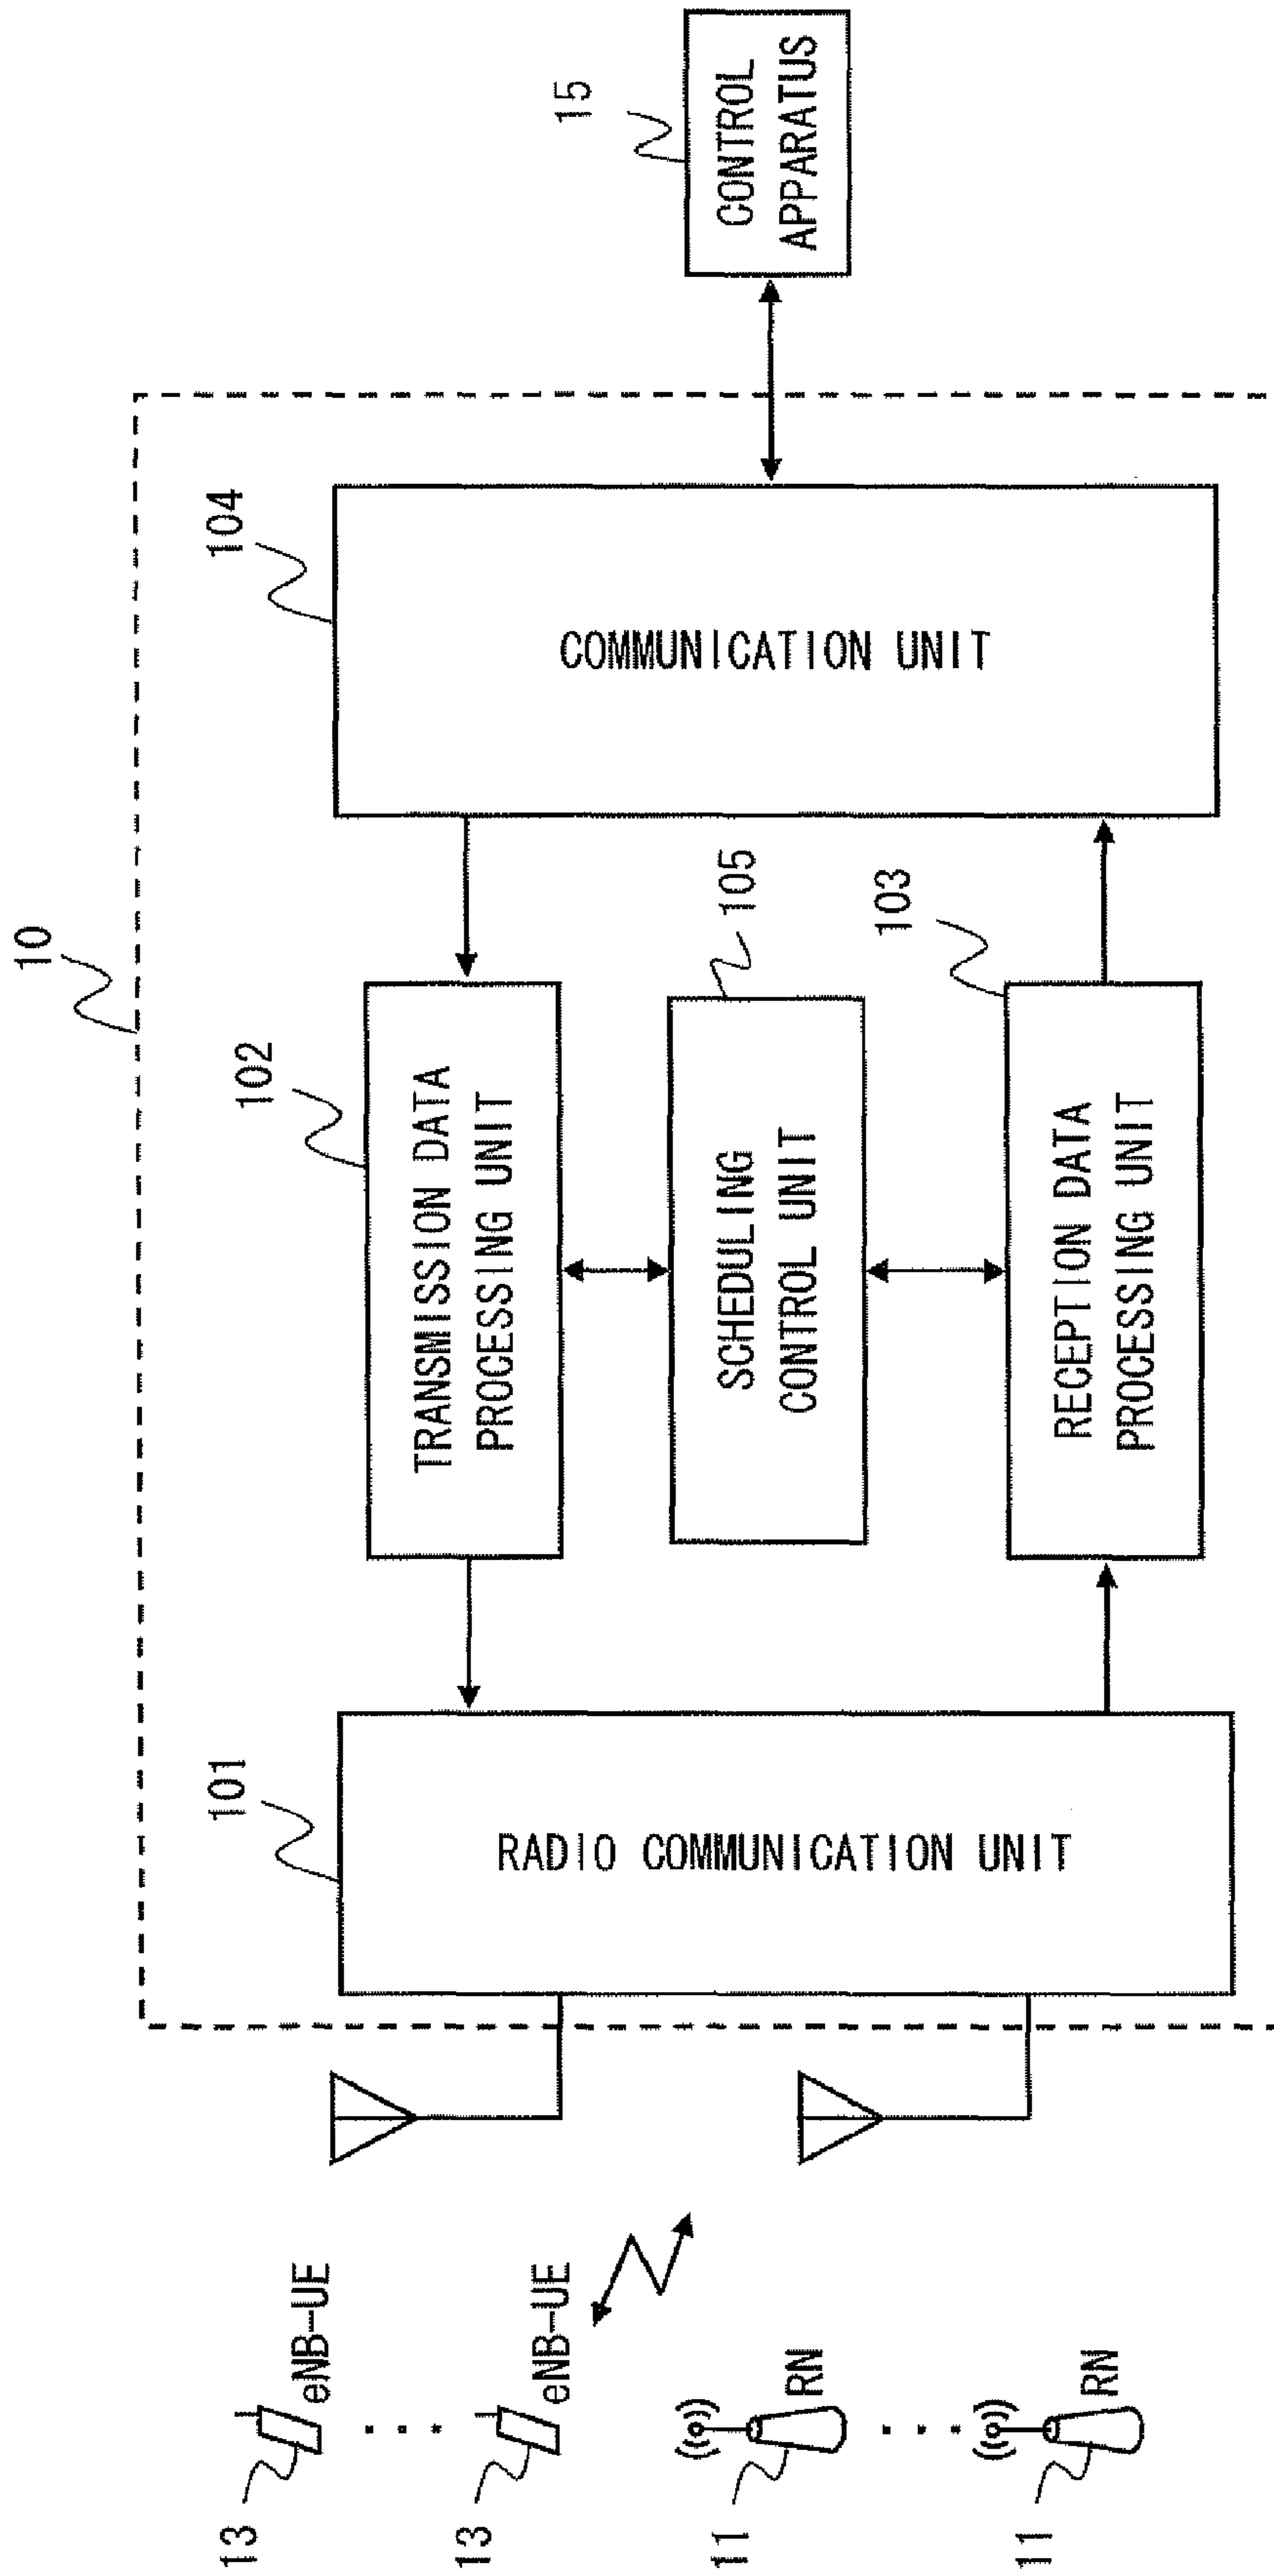 10
13
eNB-UE
13
eNB-UE
11
RN
11
RN
101
RADIO COMMUNICATION UNIT
102
TRANSMISSION DATA
PROCESSING UNIT
105
SCHEDULING
CONTROL UNIT
103
RECEPTION DATA
PROCESSING UNIT
104
COMMUNICATION UNIT
15
CONTROL
APPARATUS